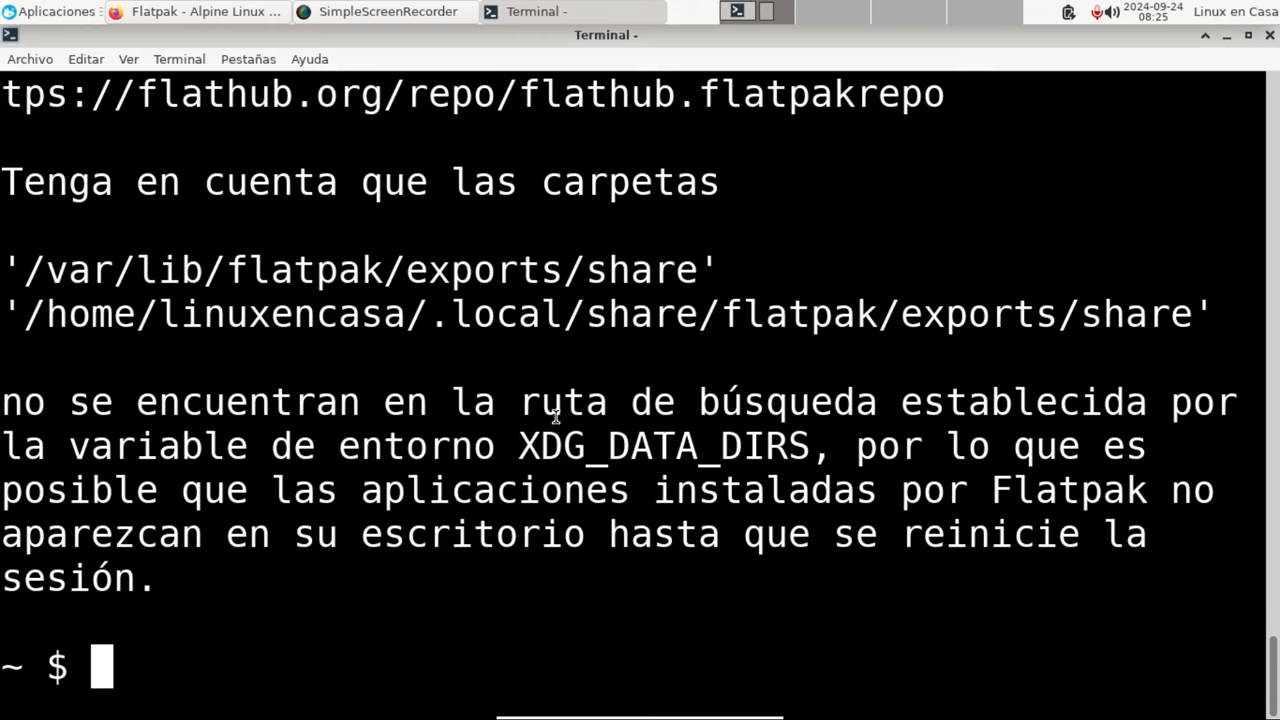 Aplicaciones
Flatpak - Alpine Linux ...
SimpleScreenRecorder
Terminal -
2024-09-24
08:25
Linux en Casa
Terminal -
Archivo Editar Ver Terminal Pestañas Ayuda
tps://flathub.org/repo/flathub.flatpakrepo
Tenga en cuenta que las carpetas
'/var/lib/flatpak/exports/share'
'/home/linuxencasa/.local/share/flatpak/exports/share'
no se encuentran en la ruta de búsqueda establecida por
la variable de entorno XDG_DATA_DIRS, por lo que es
posible que las aplicaciones instaladas por Flatpak no
aparezcan en su escritorio hasta que se reinicie la
sesión.
~ $